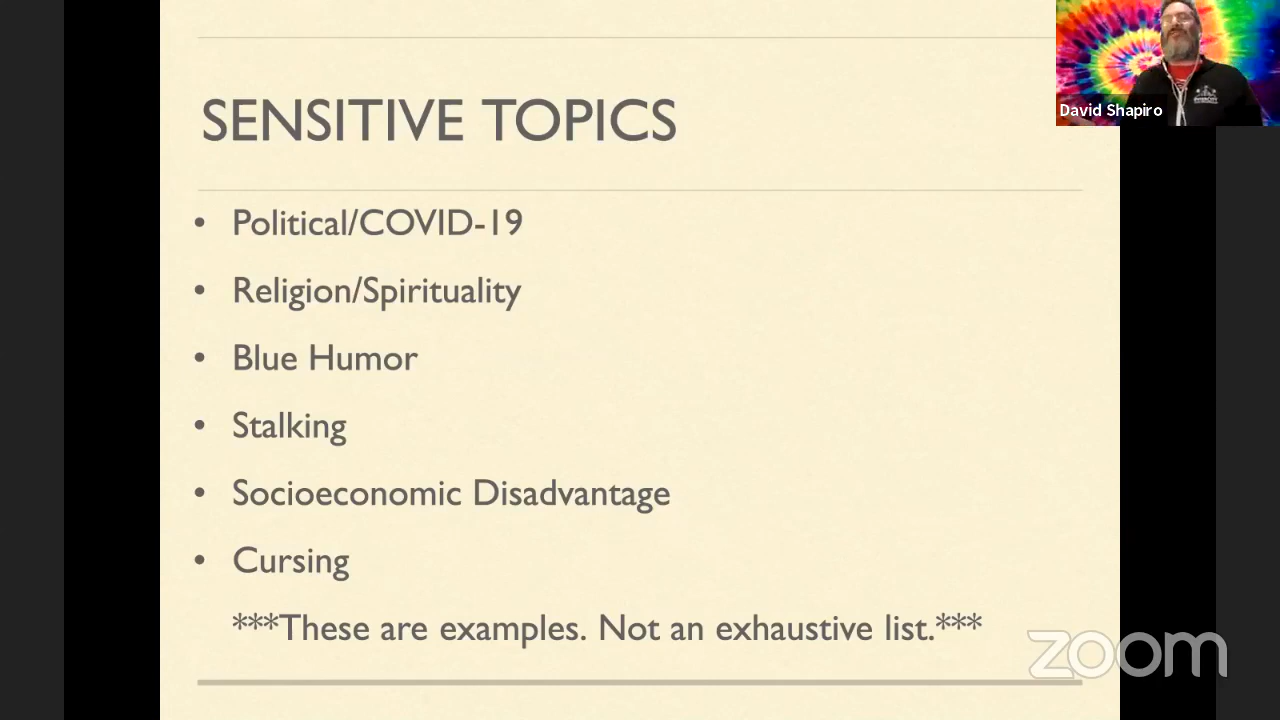 SENSITIVE TOPICS
David Shapiro
• Political/COVID-19
• Religion/Spirituality
• Blue Humor
• Stalking
• Socioeconomic Disadvantage
• Cursing
***These are examples. Not an exhaustive list.***
zoom